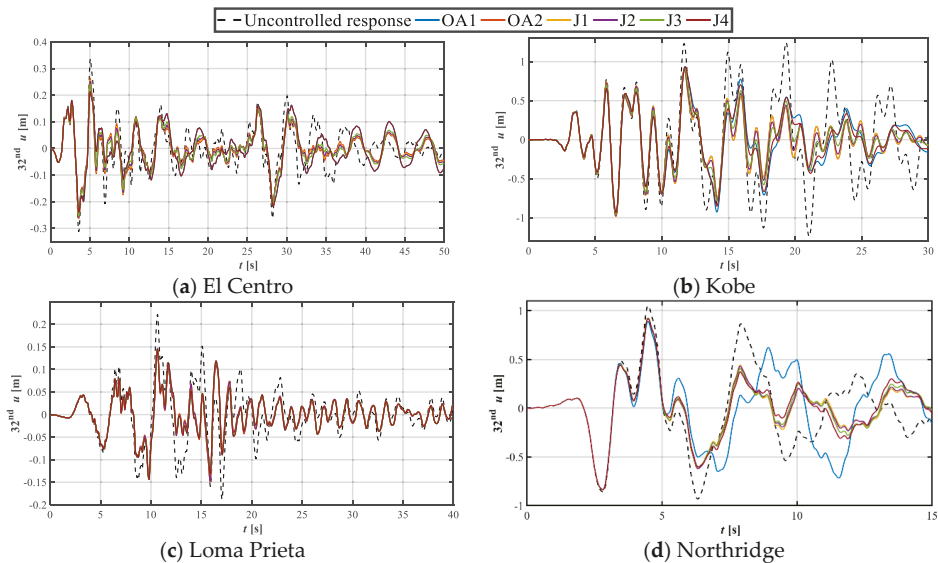 Uncontrolled response OA1 OA2 J1 J2 J3 J4
0.4
0.3
0.2
0.1
0
-0.1
-0.2
-0.3
32nd u [m]
0 5 10 15 20 25 30 35 40 45 50
t [s]
(a) El Centro
1
0.5
0
-0.5
-1
32nd u [m]
0 5 10 15 20 25 30
t [s]
(b) Kobe
0.2
0.15
0.1
0.05
0
-0.05
-0.1
-0.15
-0.2
32nd u [m]
0 5 10 15 20 25 30 35 40
t [s]
(c) Loma Prieta
1
0.5
0
-0.5
-1
32nd u [m]
0 5 10 15
t [s]
(d) Northridge